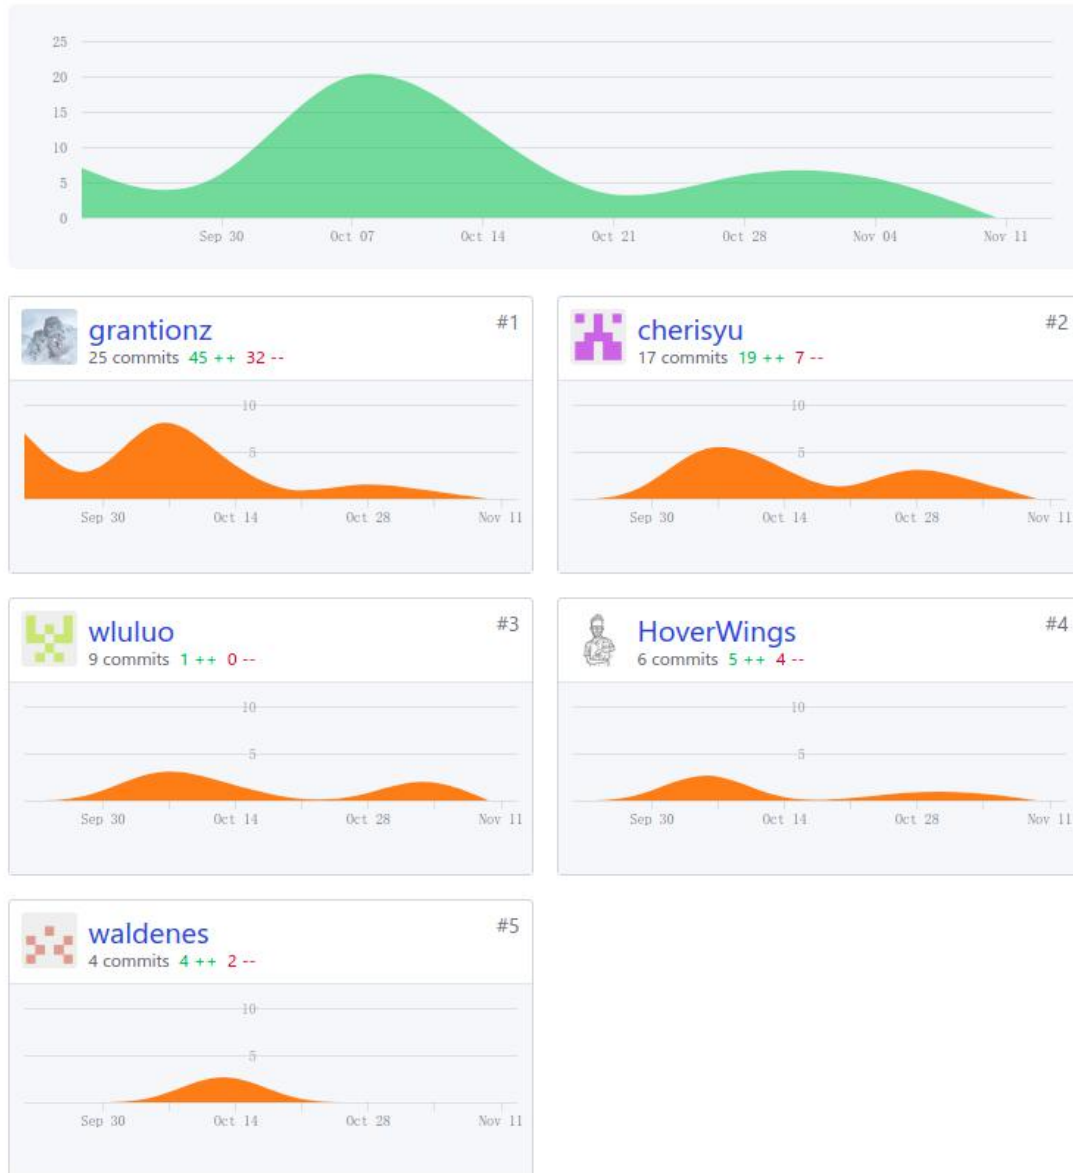 25
20
15
10
5
0
Sep 30 Oct 07 Oct 14 Oct 21 Oct 28 Nov 04 Nov 11
grantionz #1
25 commits 45 ++ 32 --
10
5
Sep 30 Oct 14 Oct 28 Nov 11
cherisyu #2
17 commits 19 ++ 7 --
10
5
Sep 30 Oct 14 Oct 28 Nov 11
wluluo #3
9 commits 1 ++ 0 --
10
5
Sep 30 Oct 14 Oct 28 Nov 11
HoverWings #4
6 commits 5 ++ 4 --
10
5
Sep 30 Oct 14 Oct 28 Nov 11
waldenes #5
4 commits 4 ++ 2 --
10
5
Sep 30 Oct 14 Oct 28 Nov 11